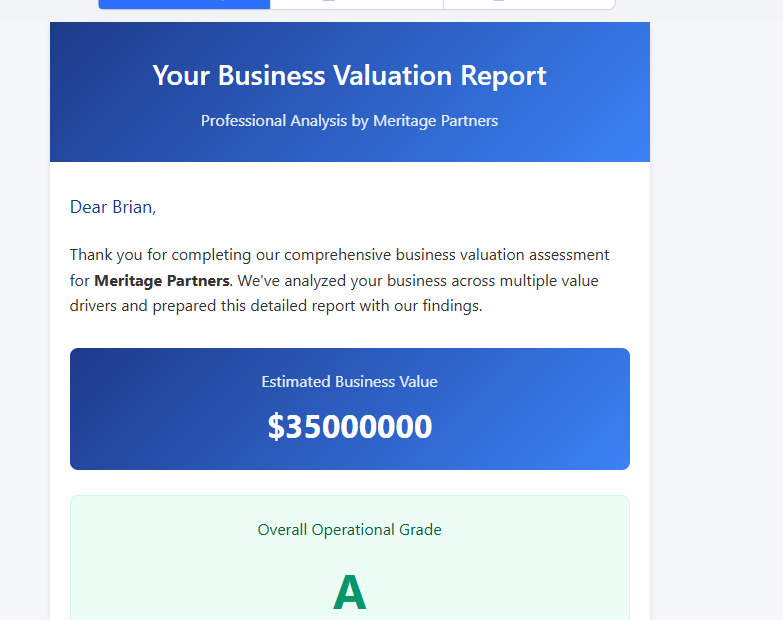 Your Business Valuation Report
Professional Analysis by Meritage Partners
Dear Brian,
Thank you for completing our comprehensive business valuation assessment
for Meritage Partners. We've analyzed your business across multiple value
drivers and prepared this detailed report with our findings.
Estimated Business Value
$35000000
Overall Operational Grade
A